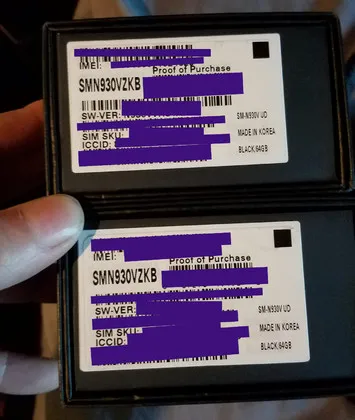 IMEI:
Proof of Purchase
SMN930VZKB
SW-VER:
SM-N930V UD
SIM SKU:
MADE IN KOREA
ICCID:
BLACK/64GB
IMEI:
Proof of Purchase
SMN930VZKB
SW-VER:
SM-N930V UD
SIM SKU:
MADE IN KOREA
ICCID:
BLACK/64GB